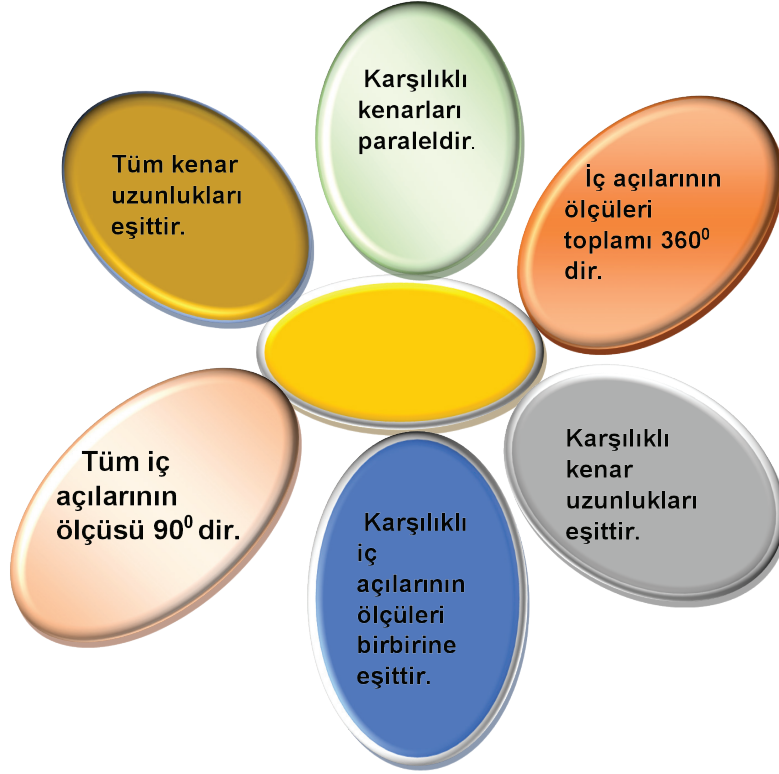 Karşılıklı
kenarları
paraleldir.
Tüm kenar
uzunlukları
eşittir.
İç açılarının
ölçüleri
toplamı 360⁰
dir.
Karşılıklı
kenar
uzunlukları
eşittir.
Tüm iç
açılarının
ölçüsü 90⁰ dir.
Karşılıklı
iç
açılarının
ölçüleri
birbirine
eşittir.